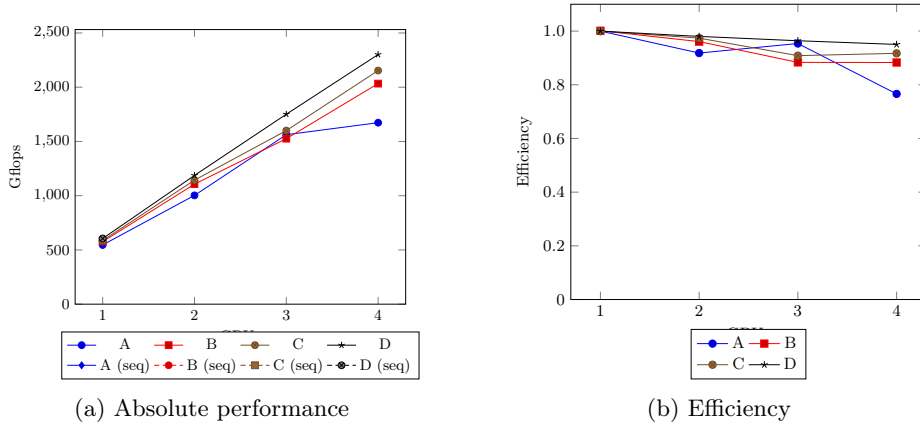 2,500
2,000
1,500
1,000
500
0
Gflops
1 2 3 4
A B C D
A (seq) B (seq) C (seq) D (seq)
(a) Absolute performance
1.0
0.8
0.6
0.4
0.2
0
Efficiency
1 2 3 4
A B
C D
(b) Efficiency